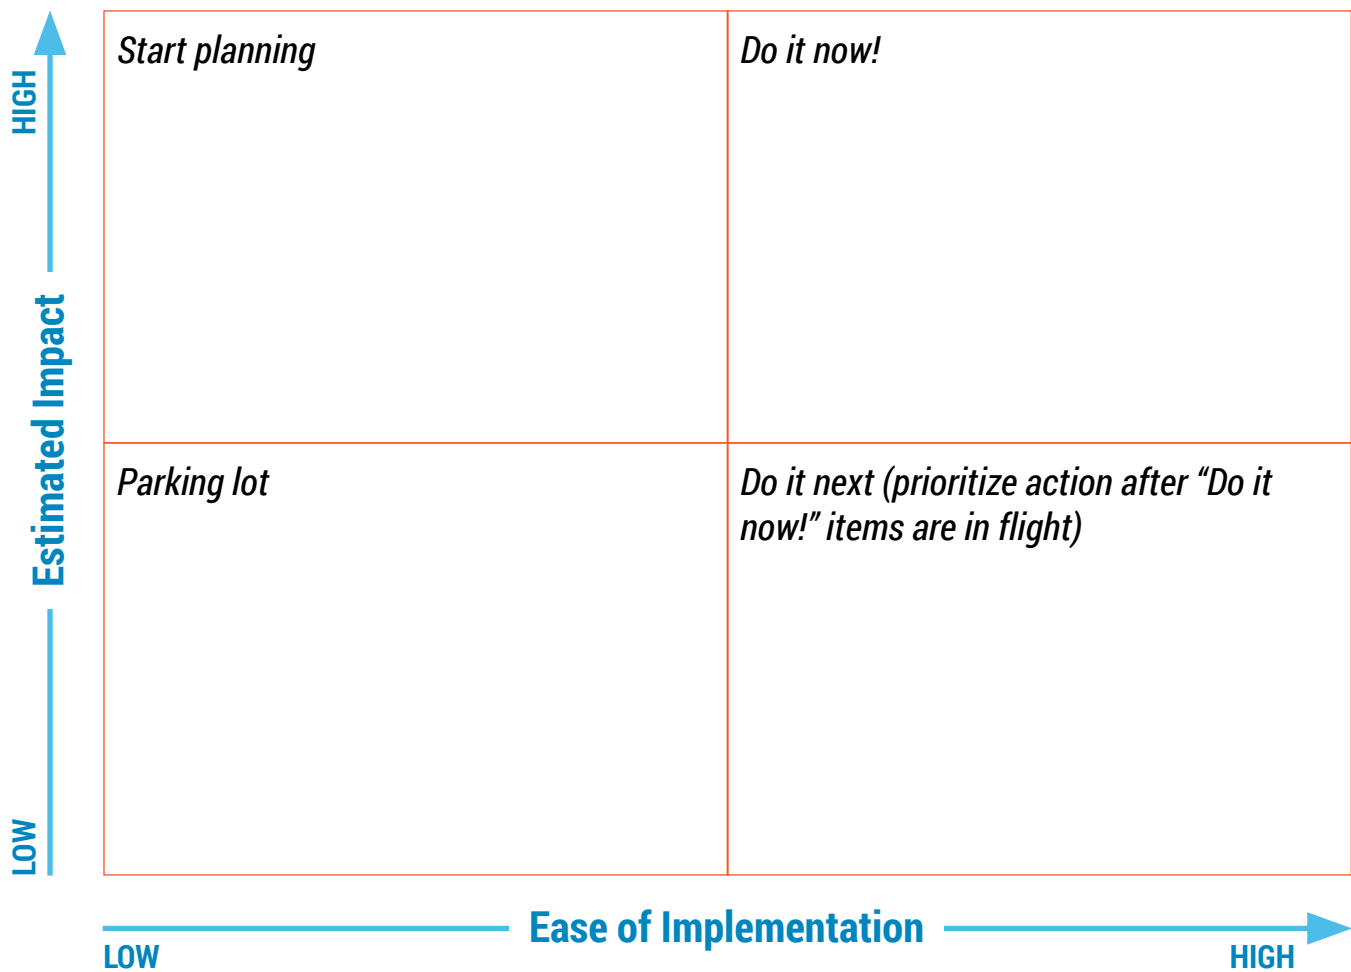 HIGH
Start planning
Do it now!
Estimated Impact
Parking lot
Do it next (prioritize action after “Do it
now!” items are in flight)
LOW
Ease of Implementation
LOW
HIGH